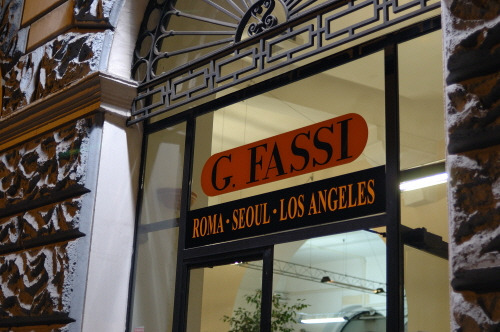 G. FASSI
ROMA · SEOUL · LOS ANGELES